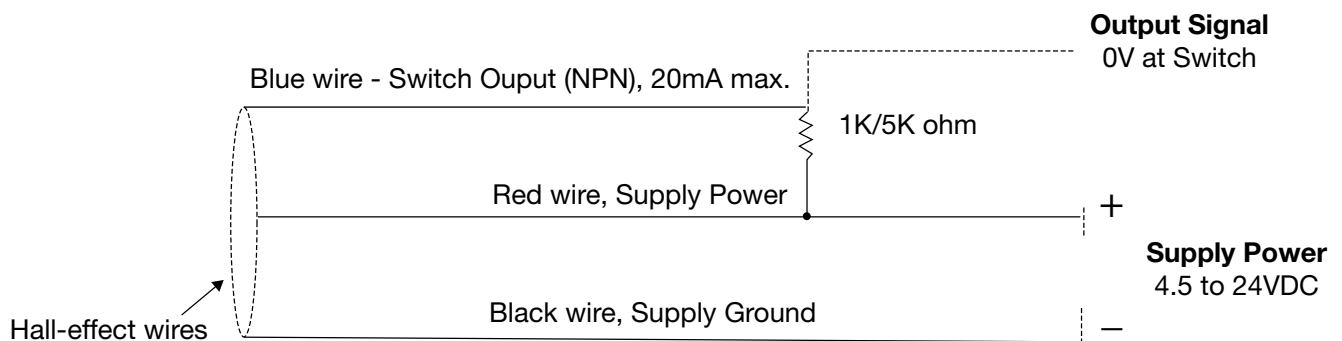 Output Signal
0V at Switch
Blue wire - Switch Ouput (NPN), 20mA max.
1K/5K ohm
Red wire, Supply Power
+
Supply Power
4.5 to 24VDC
Black wire, Supply Ground
–
Hall-effect wires